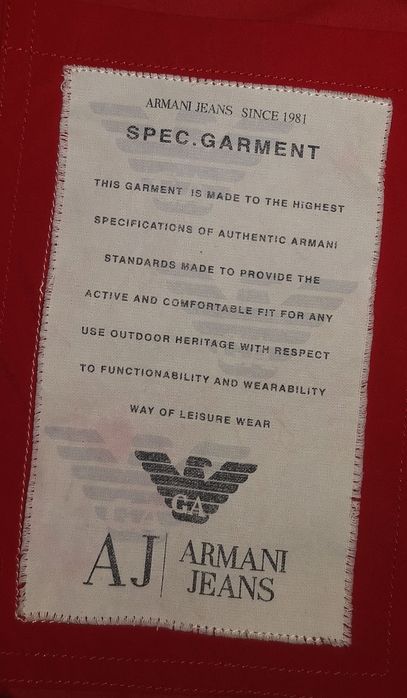 ARMANI JEANS SINCE 1981
SPEC.GARMENT
THIS GARMENT IS MADE TO THE HiGHEST
SPECIFICATIONS OF AUTHENTIC ARMANi
STANDARDS MADE TO PROVIDE THE
ACTIVE AND COMFORTABLE FIT FOR ANY
USE OUTDOOR HERITAGE WITH RESPECT
TO FUNCTIONABILITY AND WEARABILITY
WAY OF LEISURE WEAR
GA
GA
AJ ARMANI
JEANS